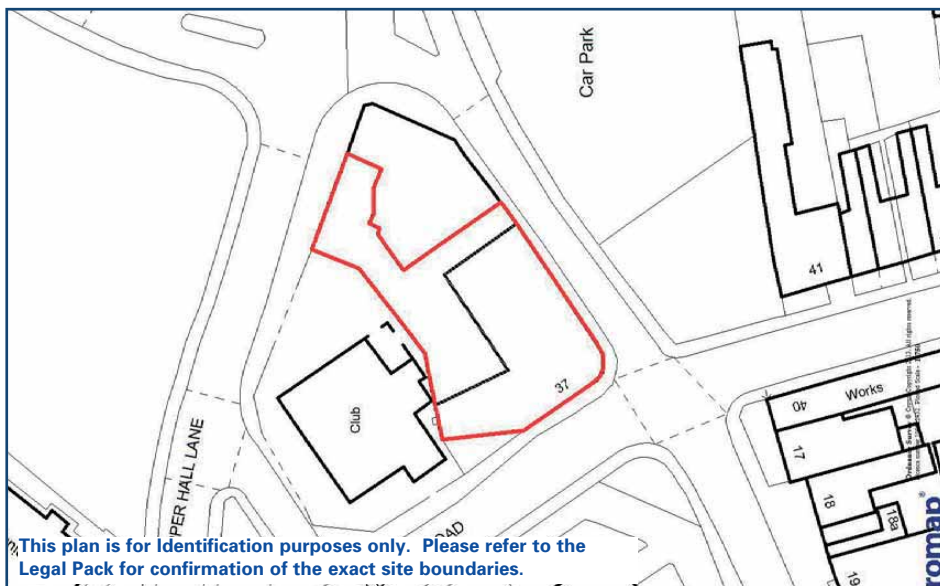 Car Park
41
37
Works
40
17
18
18a
19
Club
PER HALL LANE
OAD
romap®
This plan is for Identification purposes only. Please refer to the
Legal Pack for confirmation of the exact site boundaries.